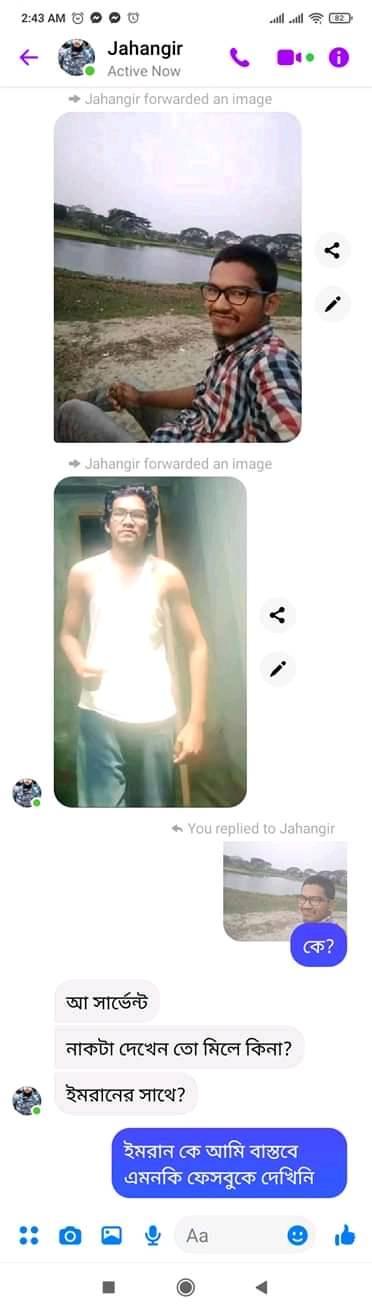 2:43 AM
82
Jahangir
Active Now
Jahangir forwarded an image
Jahangir forwarded an image
You replied to Jahangir
কে?
আ সার্ভেন্ট
নাকটা দেখেন তো মিলে কিনা?
ইমরানের সাথে?
ইমরান কে আমি বাস্তবে
এমনকি ফেসবুকে দেখিনি
Aa